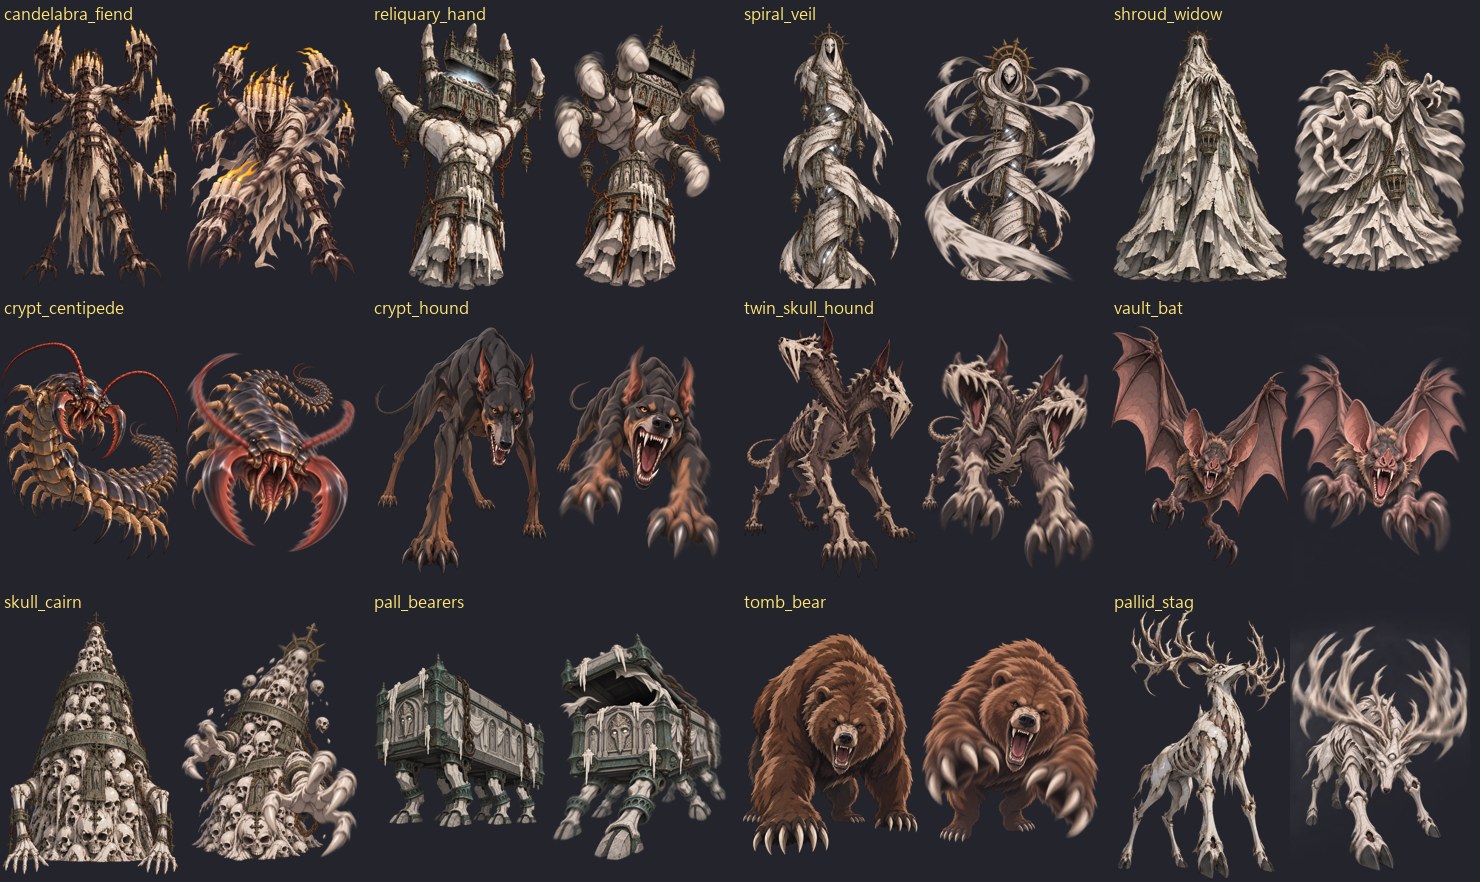 candelabra_fiend
reliquary_hand
spiral_veil
shroud_widow
crypt_centipede
crypt_hound
twin_skull_hound
vault_bat
skull_cairn
pall_bearers
tomb_bear
pallid_stag